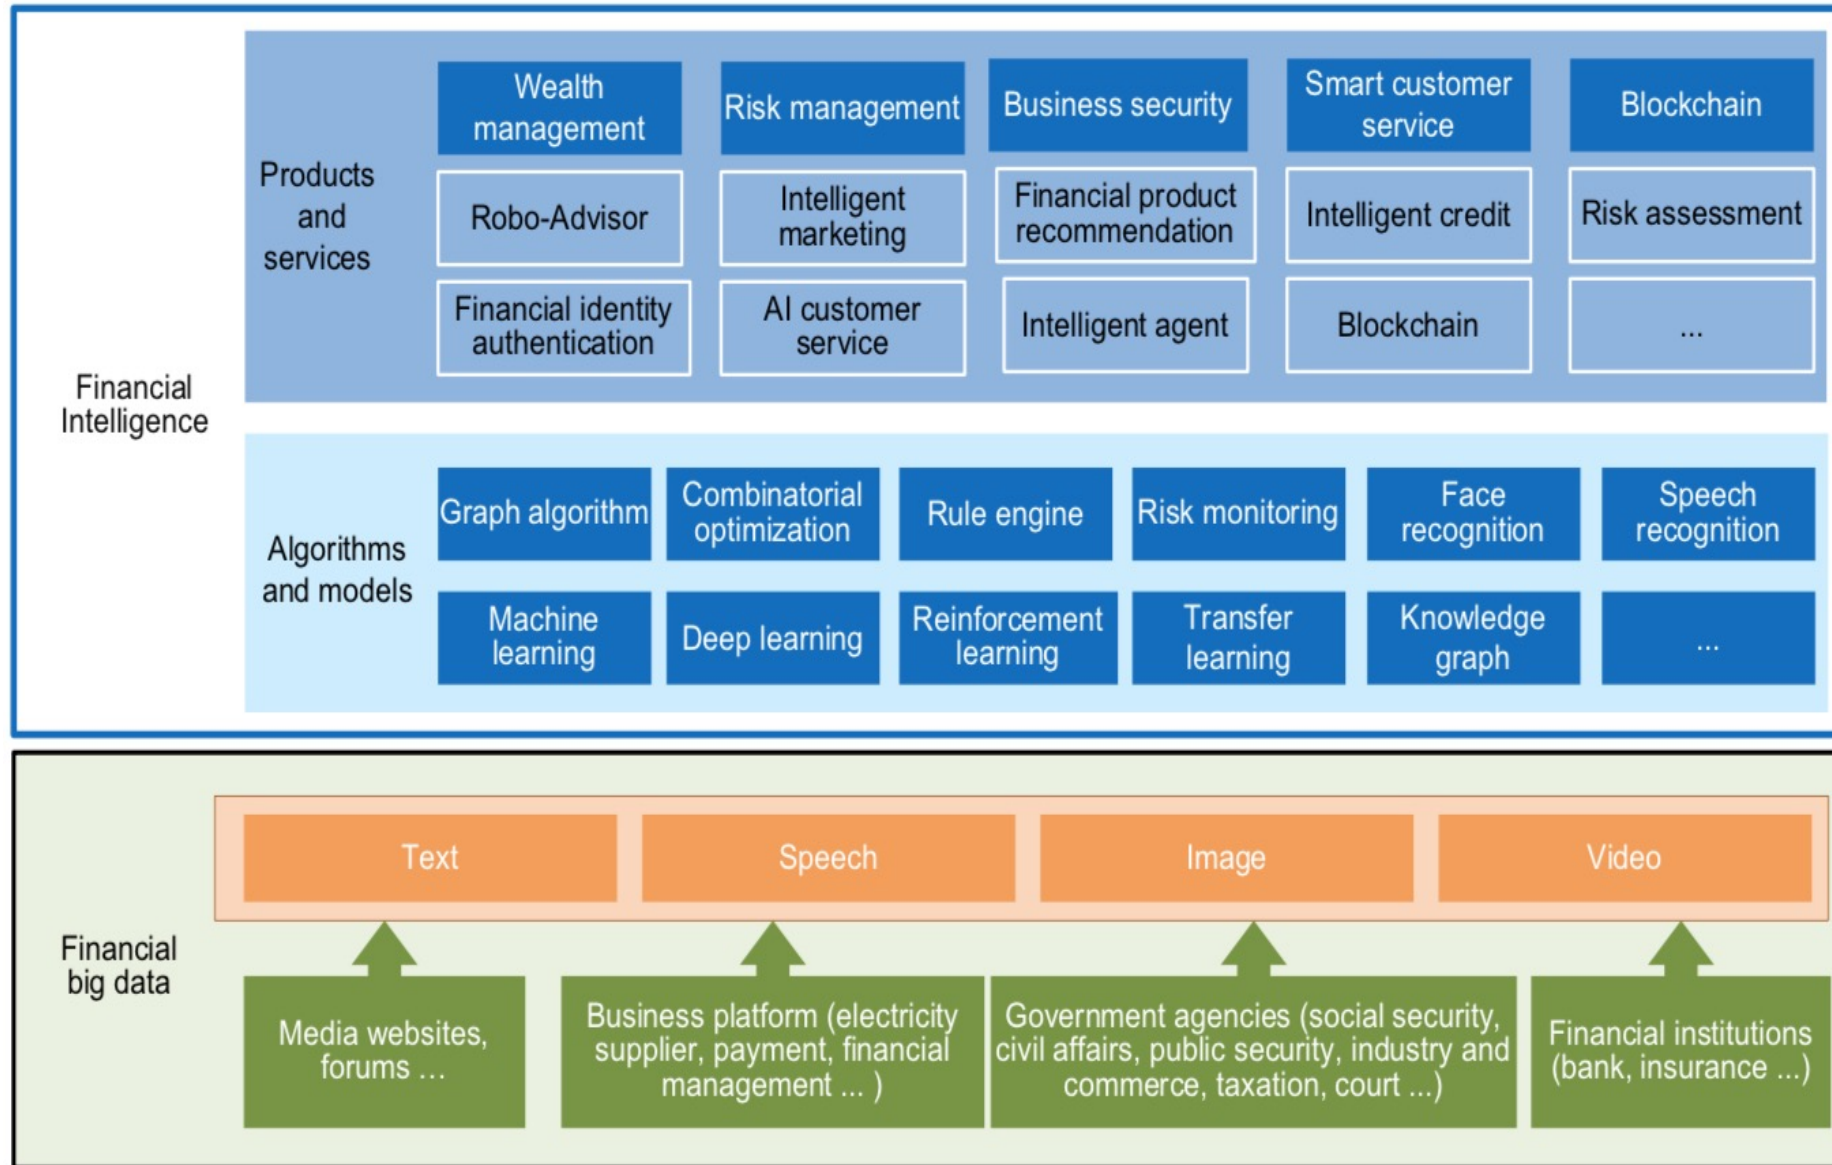 Financial
Intelligence
Products
and
services
Wealth
management
Risk management
Business security
Smart customer
service
Blockchain
Robo-Advisor
Intelligent
marketing
Financial product
recommendation
Intelligent credit
Risk assessment
Financial identity
authentication
AI customer
service
Intelligent agent
Blockchain
...
Algorithms
and models
Graph algorithm
Combinatorial
optimization
Rule engine
Risk monitoring
Face
recognition
Speech
recognition
Machine
learning
Deep learning
Reinforcement
learning
Transfer
learning
Knowledge
graph
...
Financial
big data
Text
Speech
Image
Video
Media websites,
forums ...
Business platform (electricity
supplier, payment, financial
management ... )
Government agencies (social security,
civil affairs, public security, industry and
commerce, taxation, court ...)
Financial institutions
(bank, insurance ...)